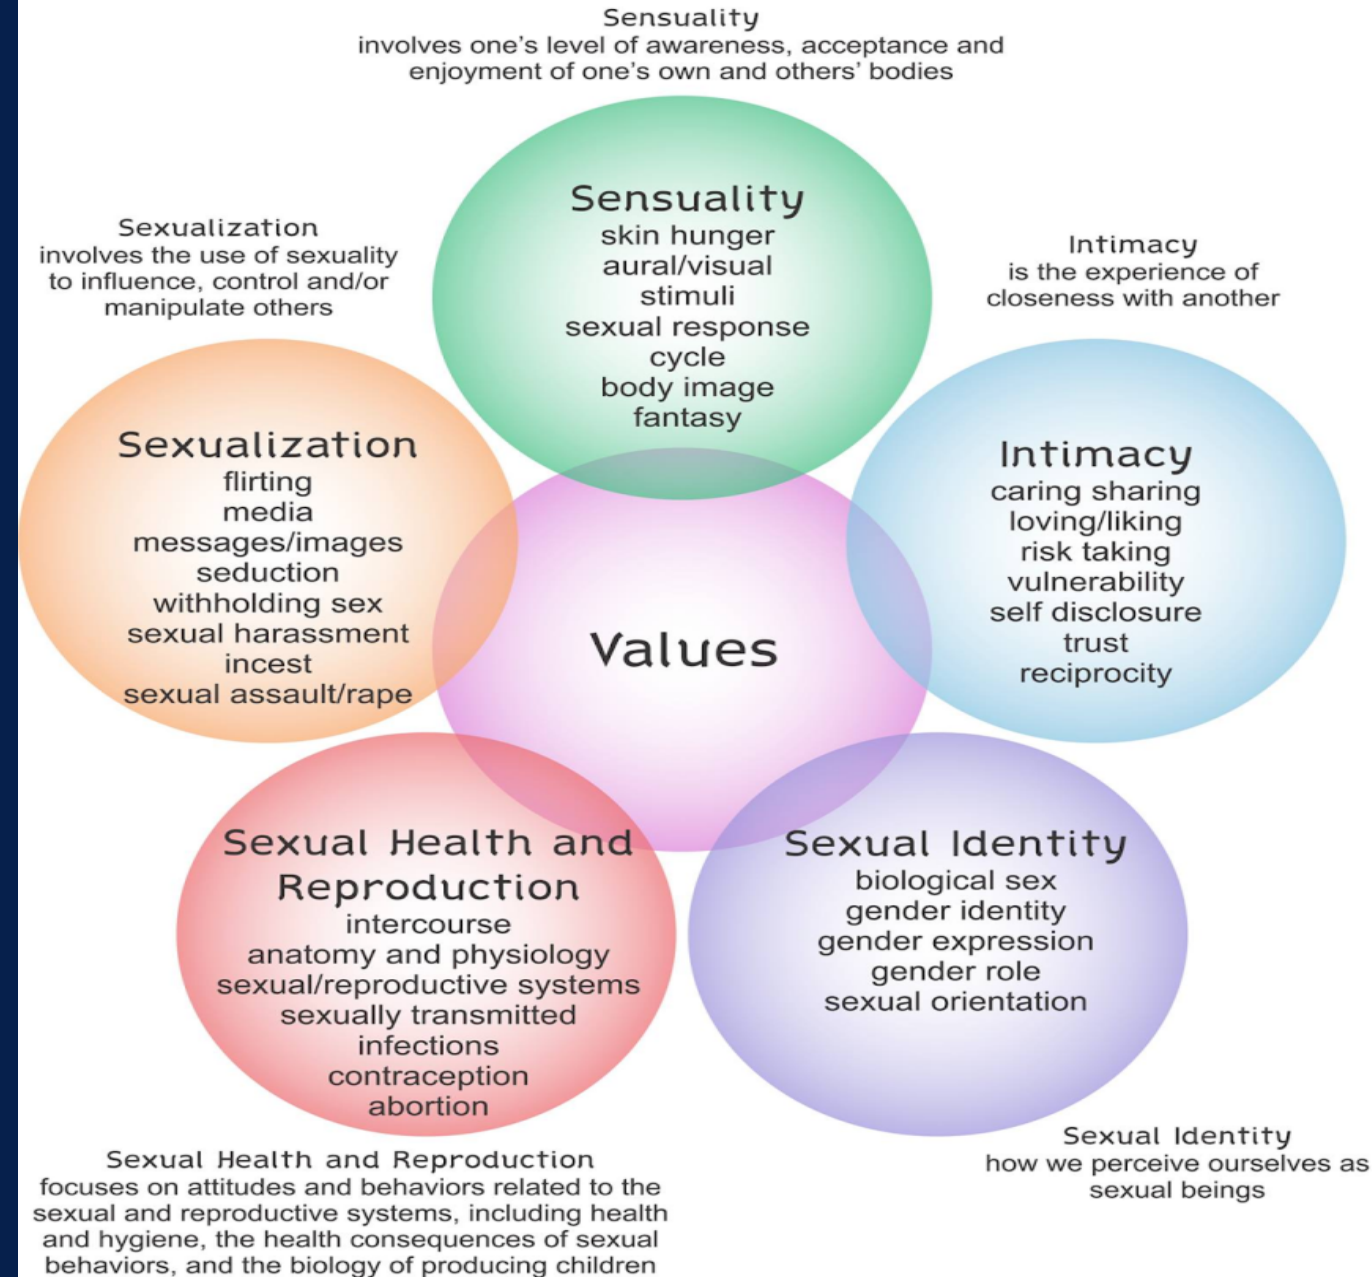 Sensuality
involves one's level of awareness, acceptance and
enjoyment of one's own and others' bodies
Sensuality
skin hunger
aural/visual
stimuli
sexual response
cycle
body image
fantasy
Sexualization
involves the use of sexuality
to influence, control and/or
manipulate others
Intimacy
is the experience of
closeness with another
Sexualization
flirting
media
messages/images
seduction
withholding sex
sexual harassment
incest
sexual assault/rape
Values
Intimacy
caring sharing
loving/liking
risk taking
vulnerability
self disclosure
trust
reciprocity
Sexual Health and
Reproduction
intercourse
anatomy and physiology
sexual/reproductive systems
sexually transmitted
infections
contraception
abortion
Sexual Identity
biological sex
gender identity
gender expression
gender role
sexual orientation
Sexual Health and Reproduction
focuses on attitudes and behaviors related to the
sexual and reproductive systems, including health
and hygiene, the health consequences of sexual
behaviors, and the biology of producing children
Sexual Identity
how we perceive ourselves as
sexual beings